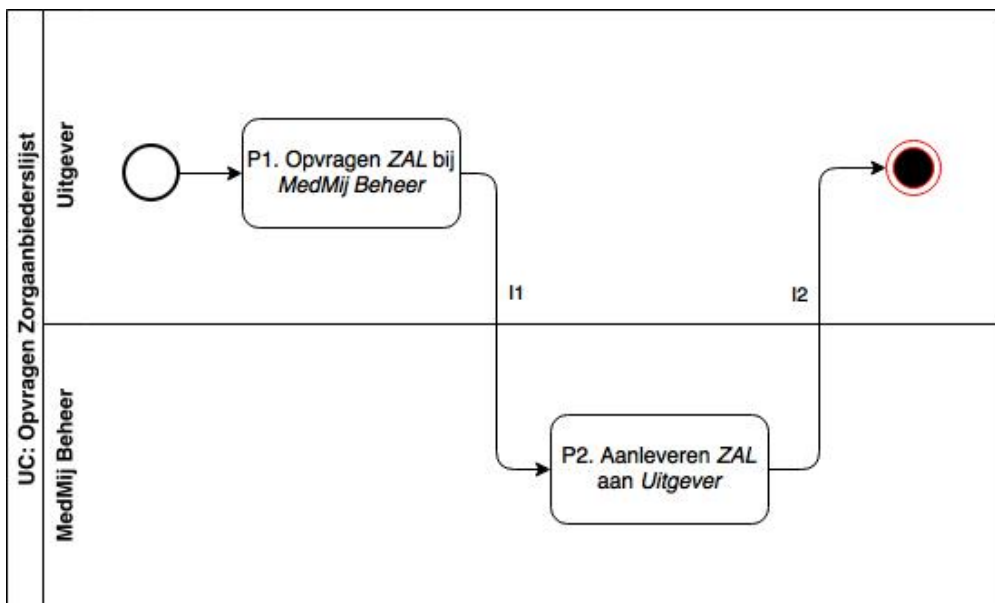 UC: Opvragen Zorgaanbiederslijst
Uitgever
P1. Opvragen ZAL bij
MedMij Beheer
I1
I2
MedMij Beheer
P2. Aanleveren ZAL
aan Uitgever